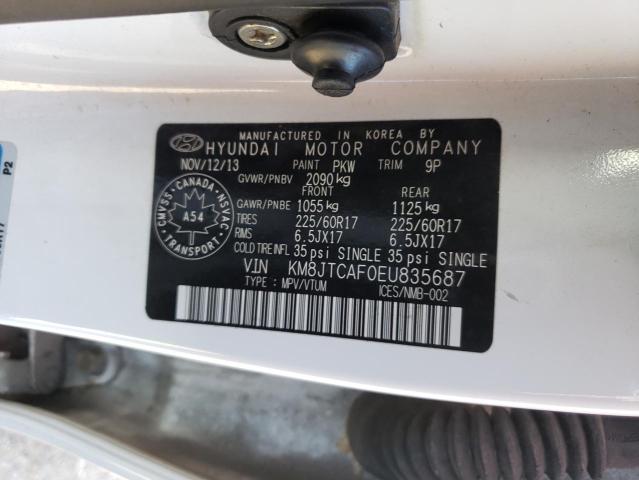 MANUFACTURED IN KOREA BY
HYUNDAI MOTOR COMPANY
NOV/12/13 PAINT PKW TRIM 9P
GVWR/PNBV 2090 kg
FRONT REAR
GAWR/PNBE 1055 kg 1125 kg
TIRES 225/60R17 225/60R17
RIMS 6.5JX17 6.5JX17
COLD TIRE INFL 35 psi SINGLE 35 psi SINGLE
VIN KM8JTCAF0EU835687
TYPE : MPV/VTUM ICES/NMB-002
CMVSS · CANADA · NSVAC
A54
TRANSPORT
P2